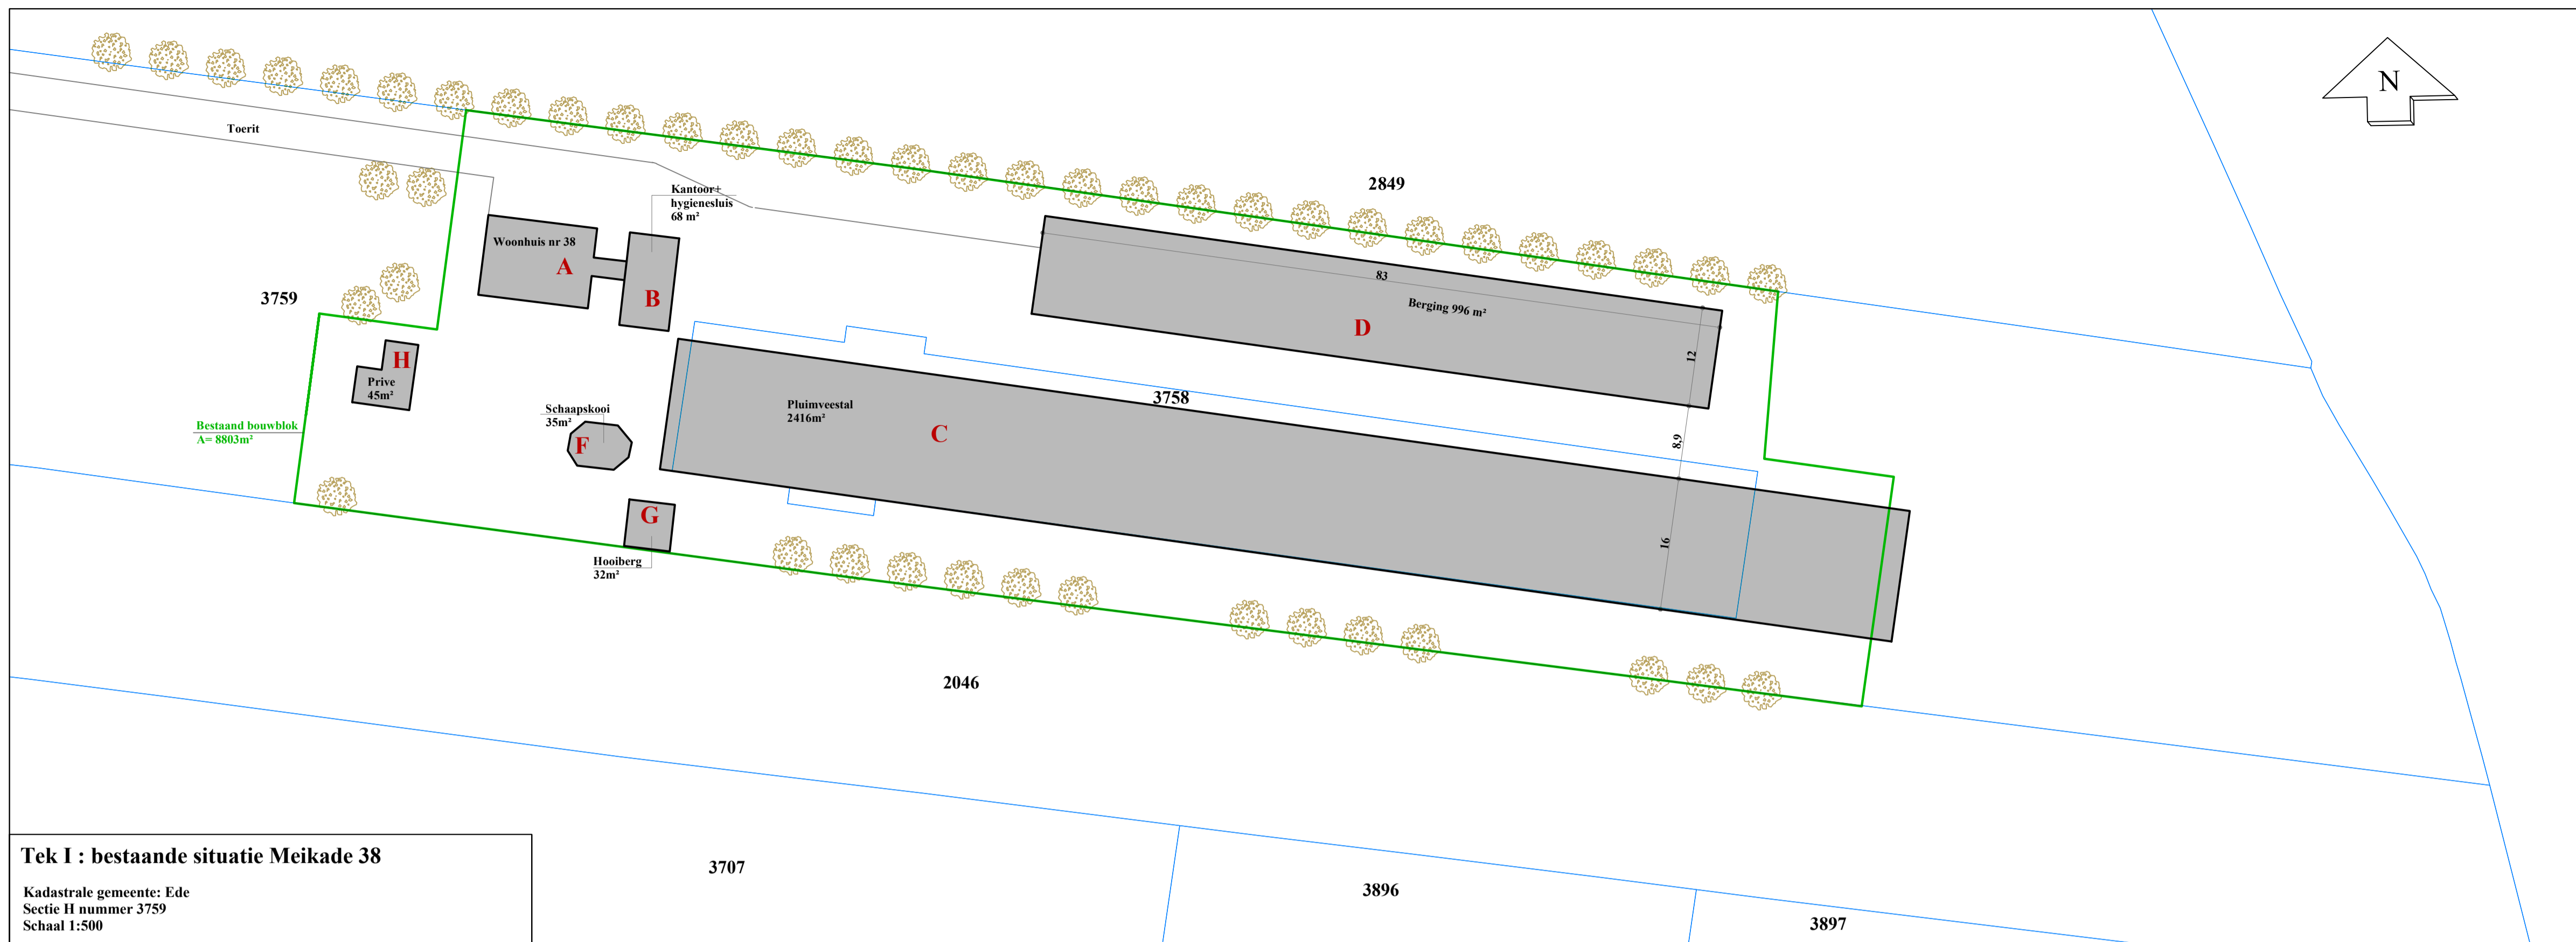 N
Toerit
2849
Kantoor+
hygienesluis
68 m²
Woonhuis nr 38
A
B
83
Berging 996 m²
D
12
3759
H
Prive
45m²
Bestaand bouwblok
A= 8803m²
Schaapskooi
35m²
F
Pluimveestal
2416m²
C
3758
8,9
16
G
Hooiberg
32m²
2046
3707
3896
3897
Tek I : bestaande situatie Meikade 38
Kadastrale gemeente: Ede
Sectie H nummer 3759
Schaal 1:500